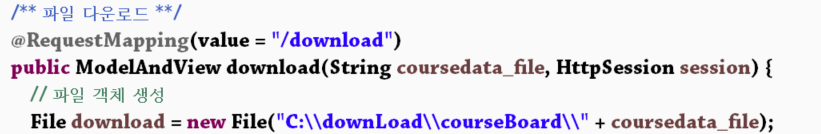 /** 파일 다운로드 **/
@RequestMapping(value = "/download")
public ModelAndView download(String coursedata_file, HttpSession session) {
// 파일 객체 생성
File download = new File("C:\\downLoad\\courseBoard\\" + coursedata_file);